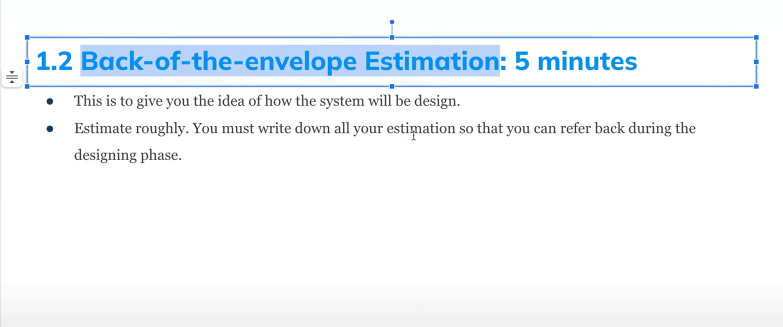 1.2 Back-of-the-envelope Estimation: 5 minutes
● This is to give you the idea of how the system will be design.
● Estimate roughly. You must write down all your estimation so that you can refer back during the
designing phase.